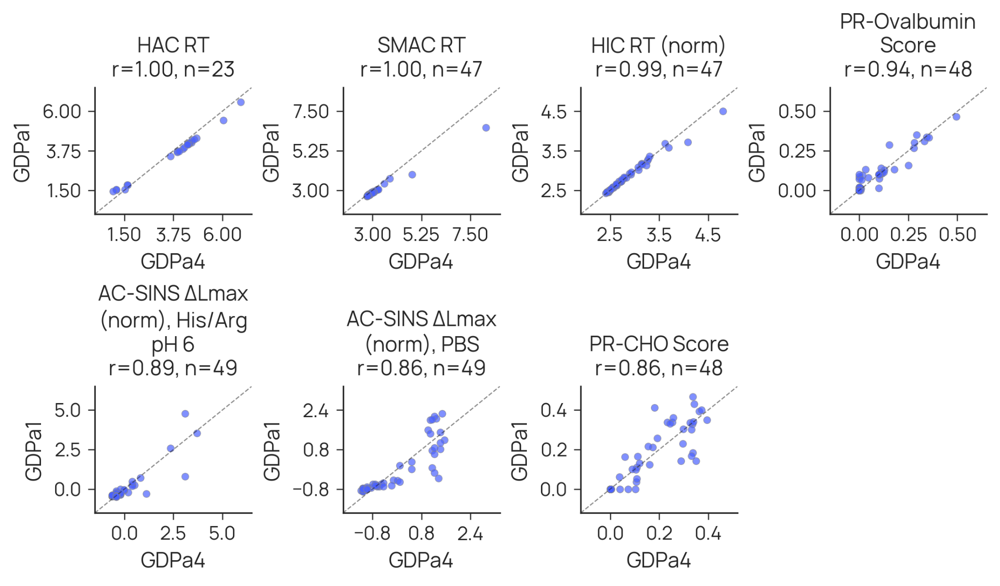 HAC RT
r=1.00, n=23
6.00
3.75
1.50
GDPa1
1.50 3.75 6.00
GDPa4
SMAC RT
r=1.00, n=47
7.50
5.25
3.00
GDPa1
3.00 5.25 7.50
GDPa4
HIC RT (norm)
r=0.99, n=47
4.5
3.5
2.5
GDPa1
2.5 3.5 4.5
GDPa4
PR-Ovalbumin
Score
r=0.94, n=48
0.50
0.25
0.00
GDPa1
0.00 0.25 0.50
GDPa4
AC-SINS ΔLmax
(norm), His/Arg
pH 6
r=0.89, n=49
5.0
2.5
0.0
GDPa1
0.0 2.5 5.0
GDPa4
AC-SINS ΔLmax
(norm), PBS
r=0.86, n=49
2.4
0.8
−0.8
GDPa1
−0.8 0.8 2.4
GDPa4
PR-CHO Score
r=0.86, n=48
0.4
0.2
0.0
GDPa1
0.0 0.2 0.4
GDPa4